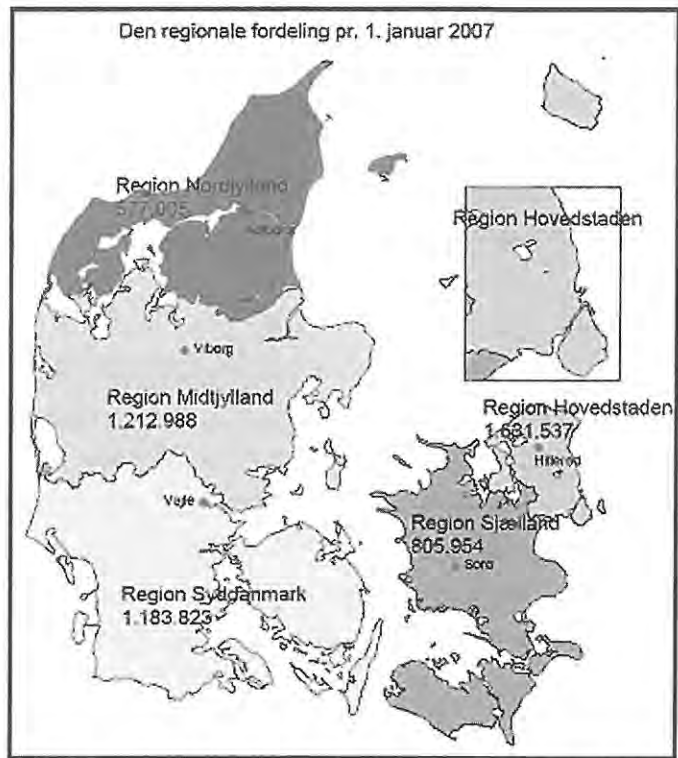 Den regionale fordeling pr. 1. januar 2007
Region Nordjylland
577.005
Aalborg
Region Hovedstaden
Viborg
Region Midtjylland
1.212.988
Region Hovedstaden
1.631.537
Hillerød
Vejle
Region Sjælland
805.954
Sorø
Region Syddanmark
1.183.823